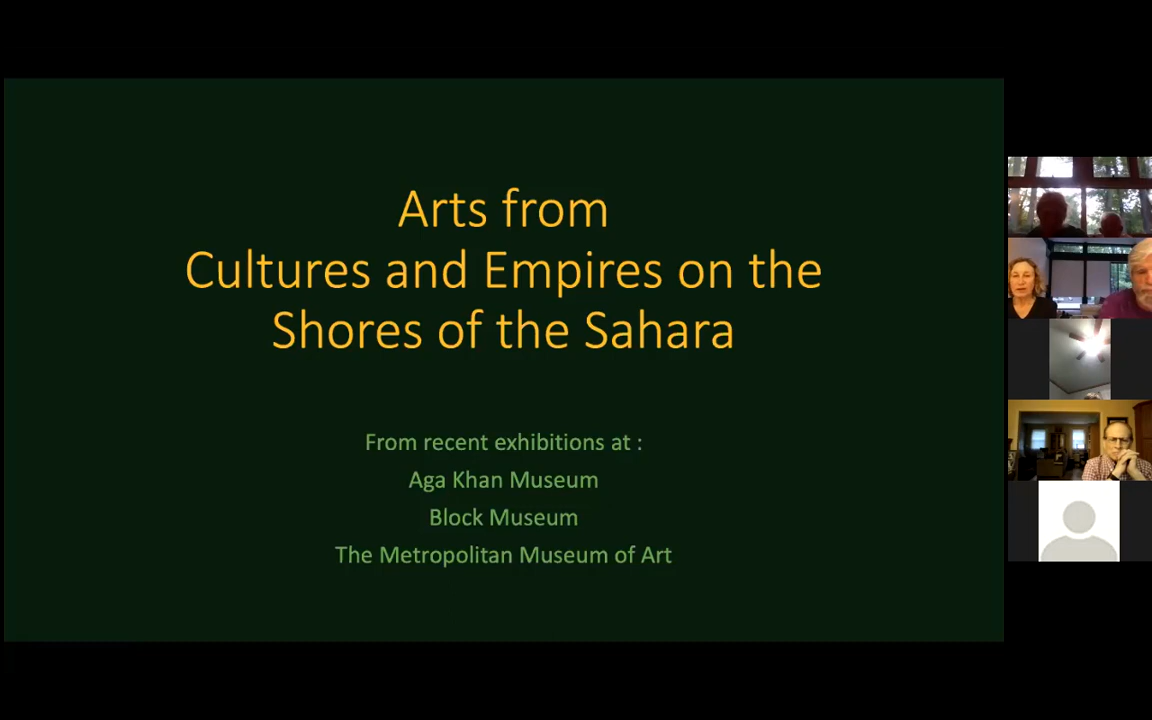 Arts from
Cultures and Empires on the
Shores of the Sahara
From recent exhibitions at :
Aga Khan Museum
Block Museum
The Metropolitan Museum of Art